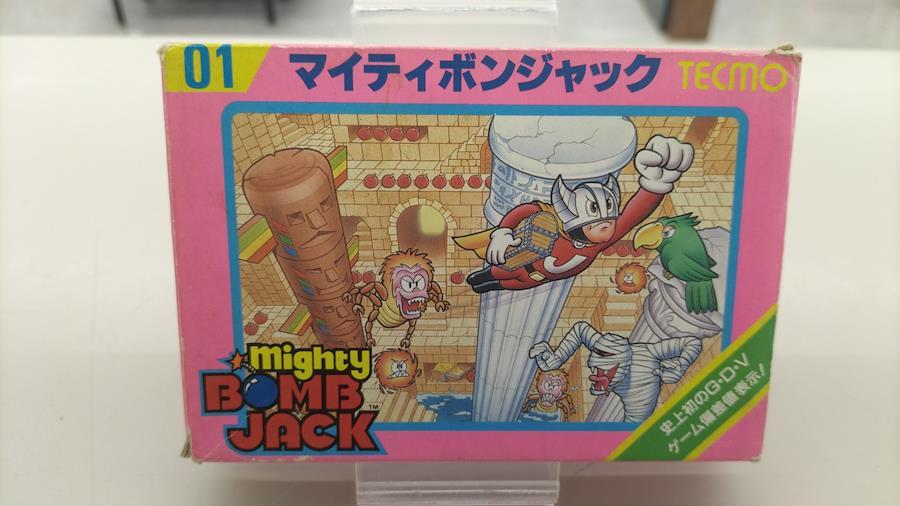 01
マイティボンジャック
TECMO
mighty
BOMB
JACK™
史上初のG・D・V
ゲーム偏差値表示!